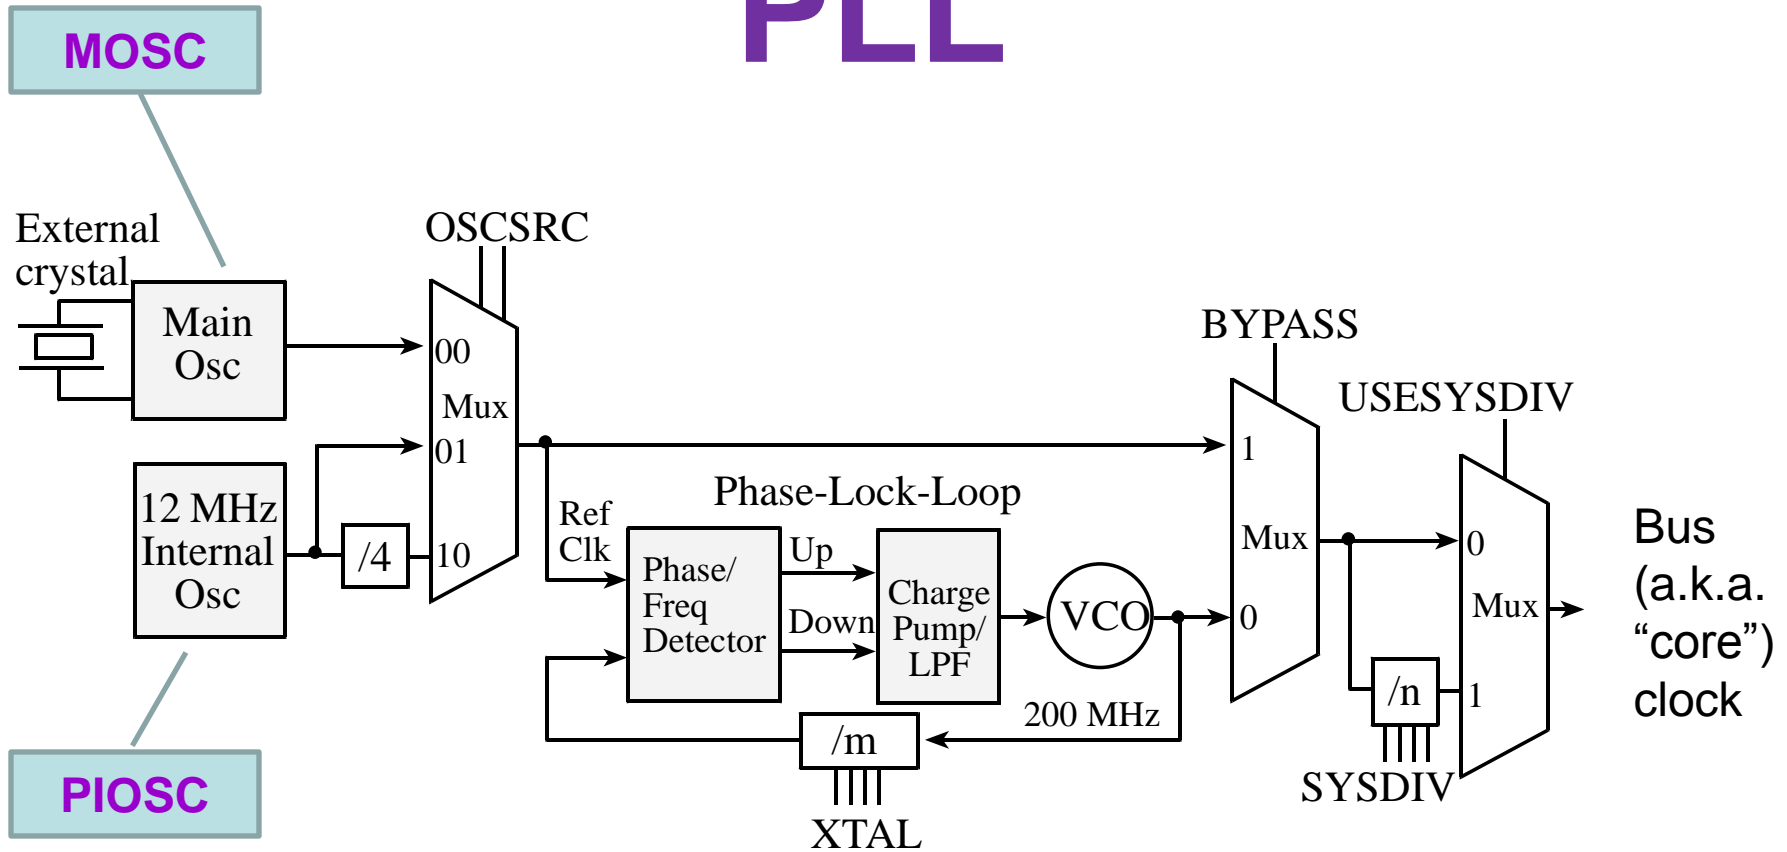 PLL
MOSC
External
crystal
Main
Osc
12 MHz
Internal
Osc
/4
PIOSC
OSCSRC
00
Mux
01
10
Ref
Clk
Phase-Lock-Loop
Phase/
Freq
Detector
Up
Down
Charge
Pump/
LPF
VCO
200 MHz
/m
XTAL
BYPASS
1
Mux
0
USESYSDIV
0
Mux
1
/n
SYSDIV
Bus
(a.k.a.
“core”)
clock